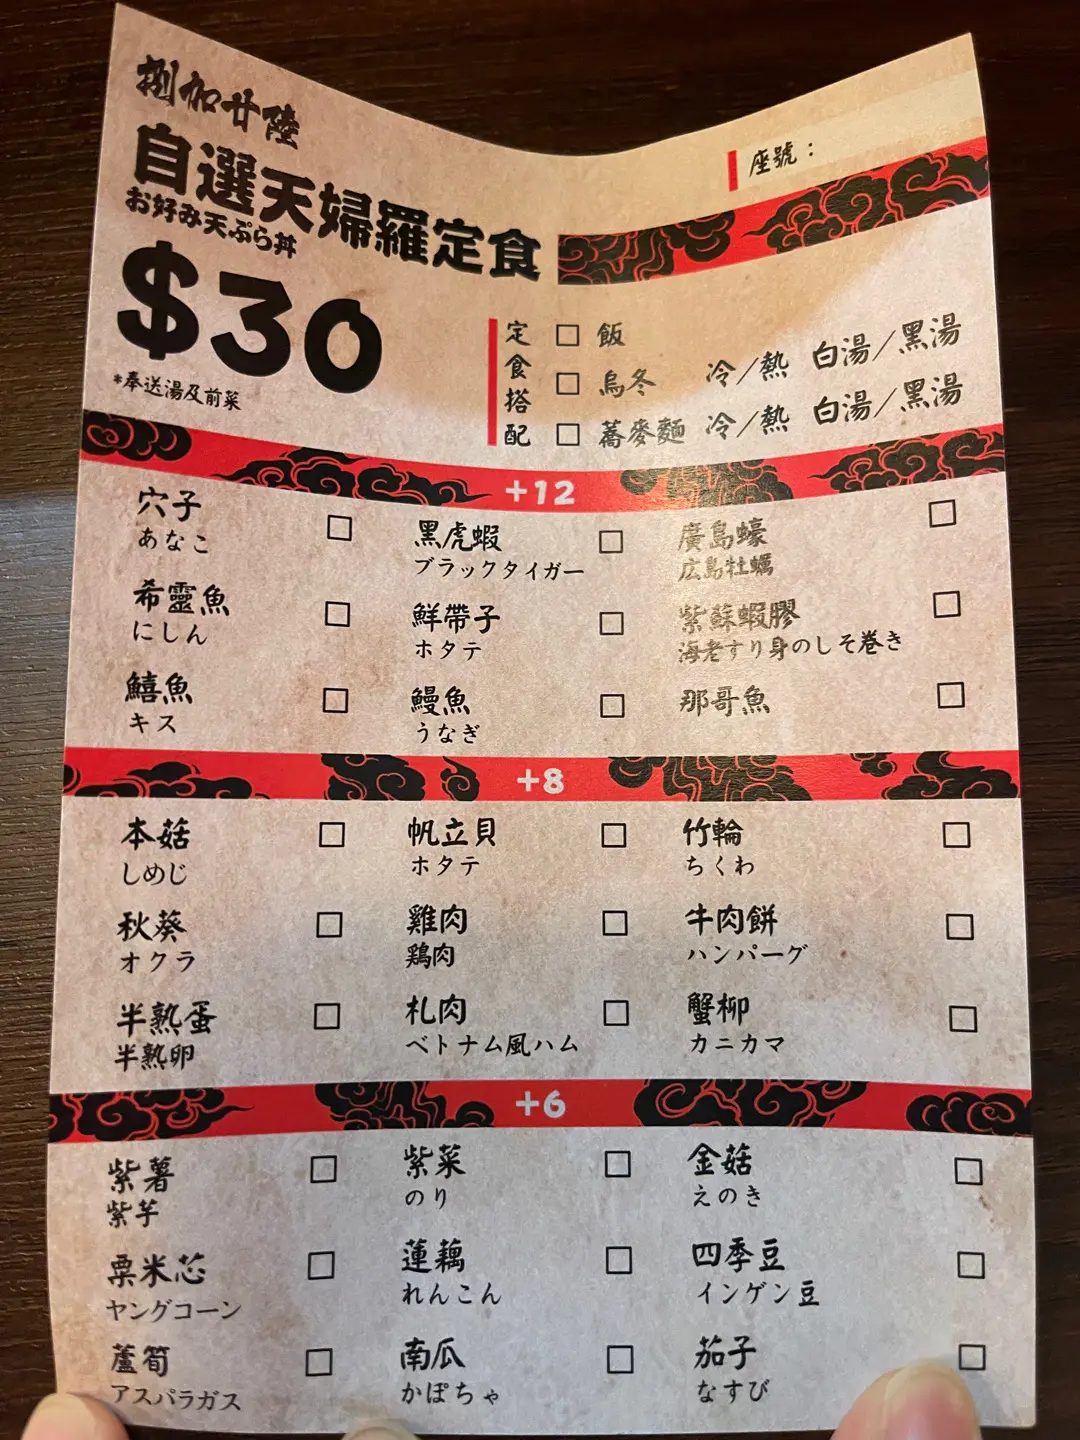 捌加廿陸
座號：
自選天婦羅定食
お好み天ぷら丼
$30
*奉送湯及前菜
定食搭配
□ 飯
□ 烏冬 冷/熱 白湯/黑湯
□ 蕎麥麵 冷/熱 白湯/黑湯
+12
穴子 □
あなこ
黑虎蝦 □
ブラックタイガー
廣島蠔 □
広島牡蠣
希靈魚 □
にしん
鮮帶子 □
ホタテ
紫蘇蝦膠 □
海老すり身のしそ巻き
鱚魚 □
キス
鰻魚 □
うなぎ
那哥魚 □
+8
本菇 □
しめじ
帆立貝 □
ホタテ
竹輪 □
ちくわ
秋葵 □
オクラ
雞肉 □
鶏肉
牛肉餅 □
ハンバーグ
半熟蛋 □
半熟卵
札肉 □
ベトナム風ハム
蟹柳 □
カニカマ
+6
紫薯 □
紫芋
紫菜 □
のり
金菇 □
えのき
粟米芯 □
ヤングコーン
蓮藕 □
れんこん
四季豆 □
インゲン豆
蘆筍 □
アスパラガス
南瓜 □
かぼちゃ
茄子 □
なすび